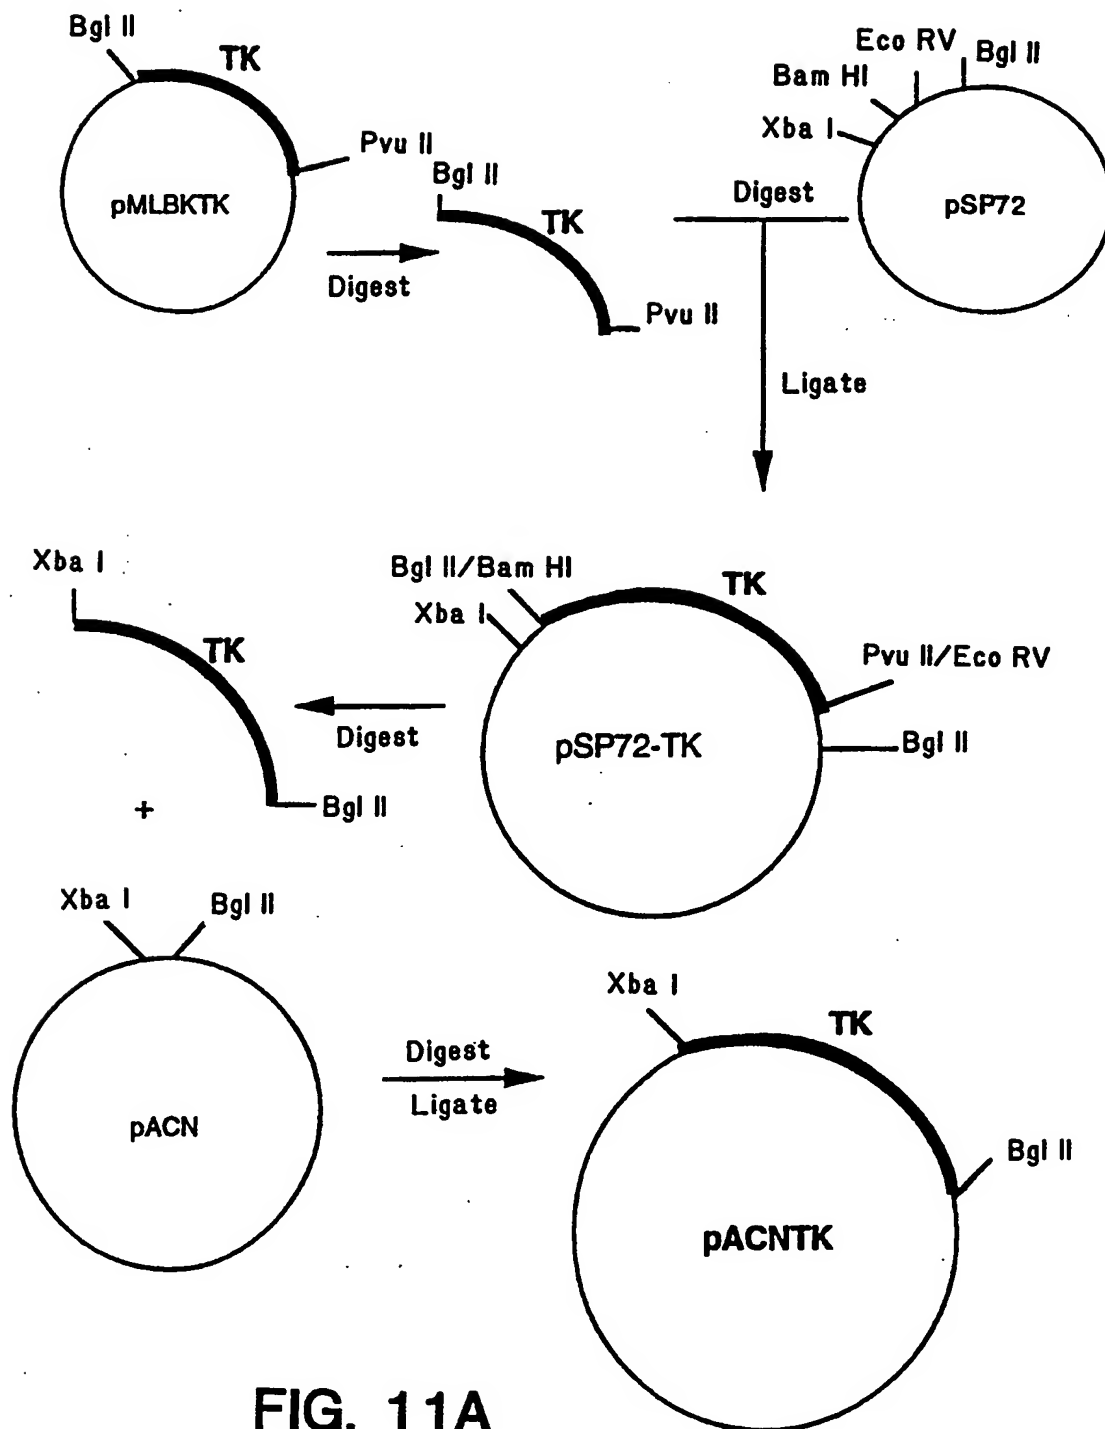 Bgl II
TK
Pvu II
pMLBKTK
Digest
Bgl II
TK
Pvu II
Digest
Eco RV
Bgl II
Bam HI
Xba I
pSP72
Ligate
Xba I
TK
Bgl II
Digest
Bgl II/Bam HI
Xba I
TK
Pvu II/Eco RV
Bgl II
pSP72-TK
+
Xba I
Bgl II
pACN
Digest
Ligate
Xba I
TK
Bgl II
pACNTK
FIG. 11A